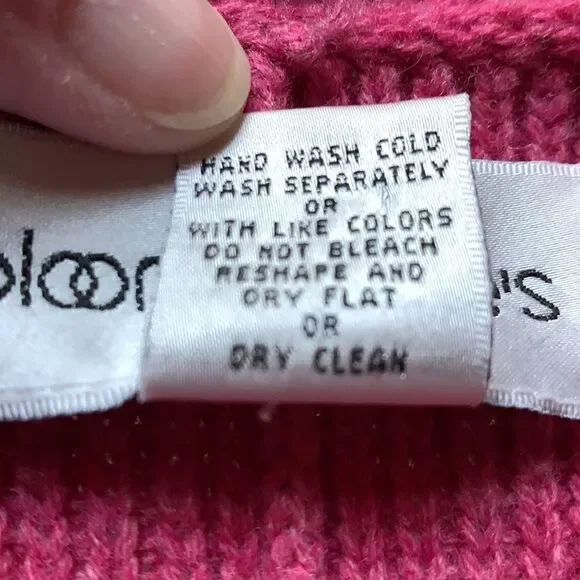 HAND WASH COLD
WASH SEPARATELY
OR
WITH LIKE COLORS
DO NOT BLEACH
RESHAPE AND
DRY FLAT
OR
DRY CLEAN
bloo
's